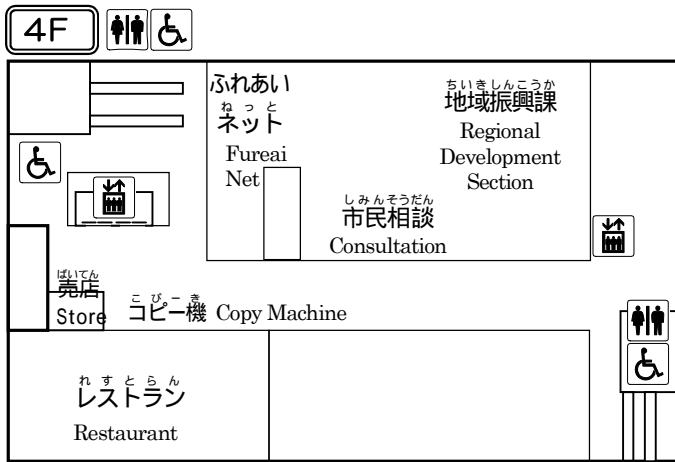 4F
ふれあい
ねっと
ネット
Fureai
Net
ちいきしんこうか
地域振興課
Regional
Development
Section
しみんそうだん
市民相談
Consultation
ばいてん
売店
Store
こぴーき
コピー機 Copy Machine
れすとらん
レストラン
Restaurant